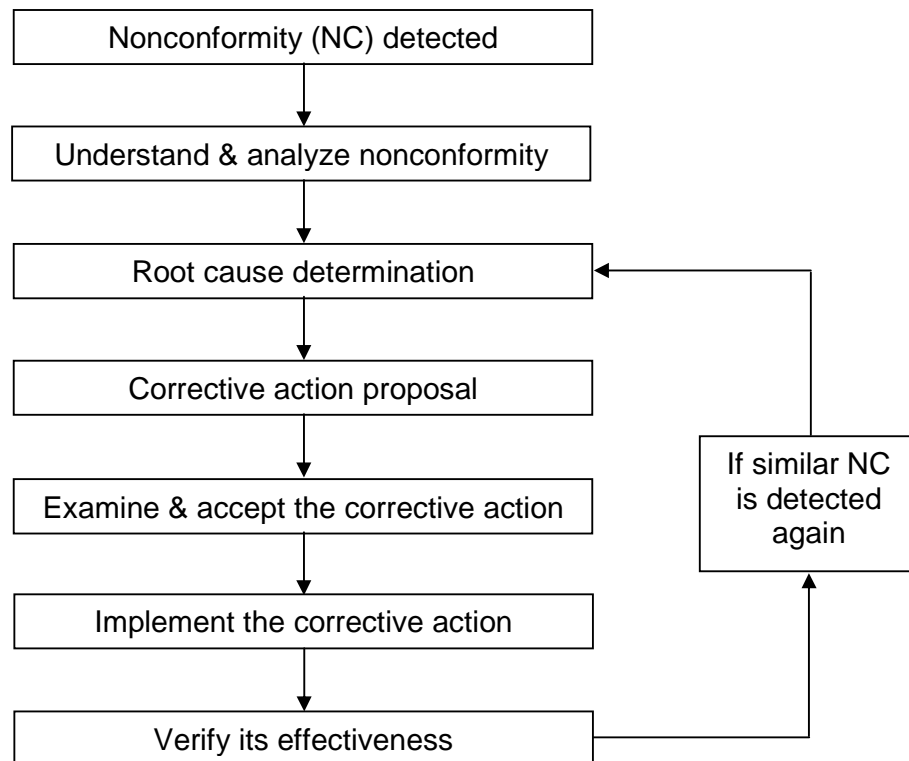 Nonconformity (NC) detected
Understand & analyze nonconformity
Root cause determination
Corrective action proposal
Examine & accept the corrective action
Implement the corrective action
Verify its effectiveness
If similar NC
is detected
again